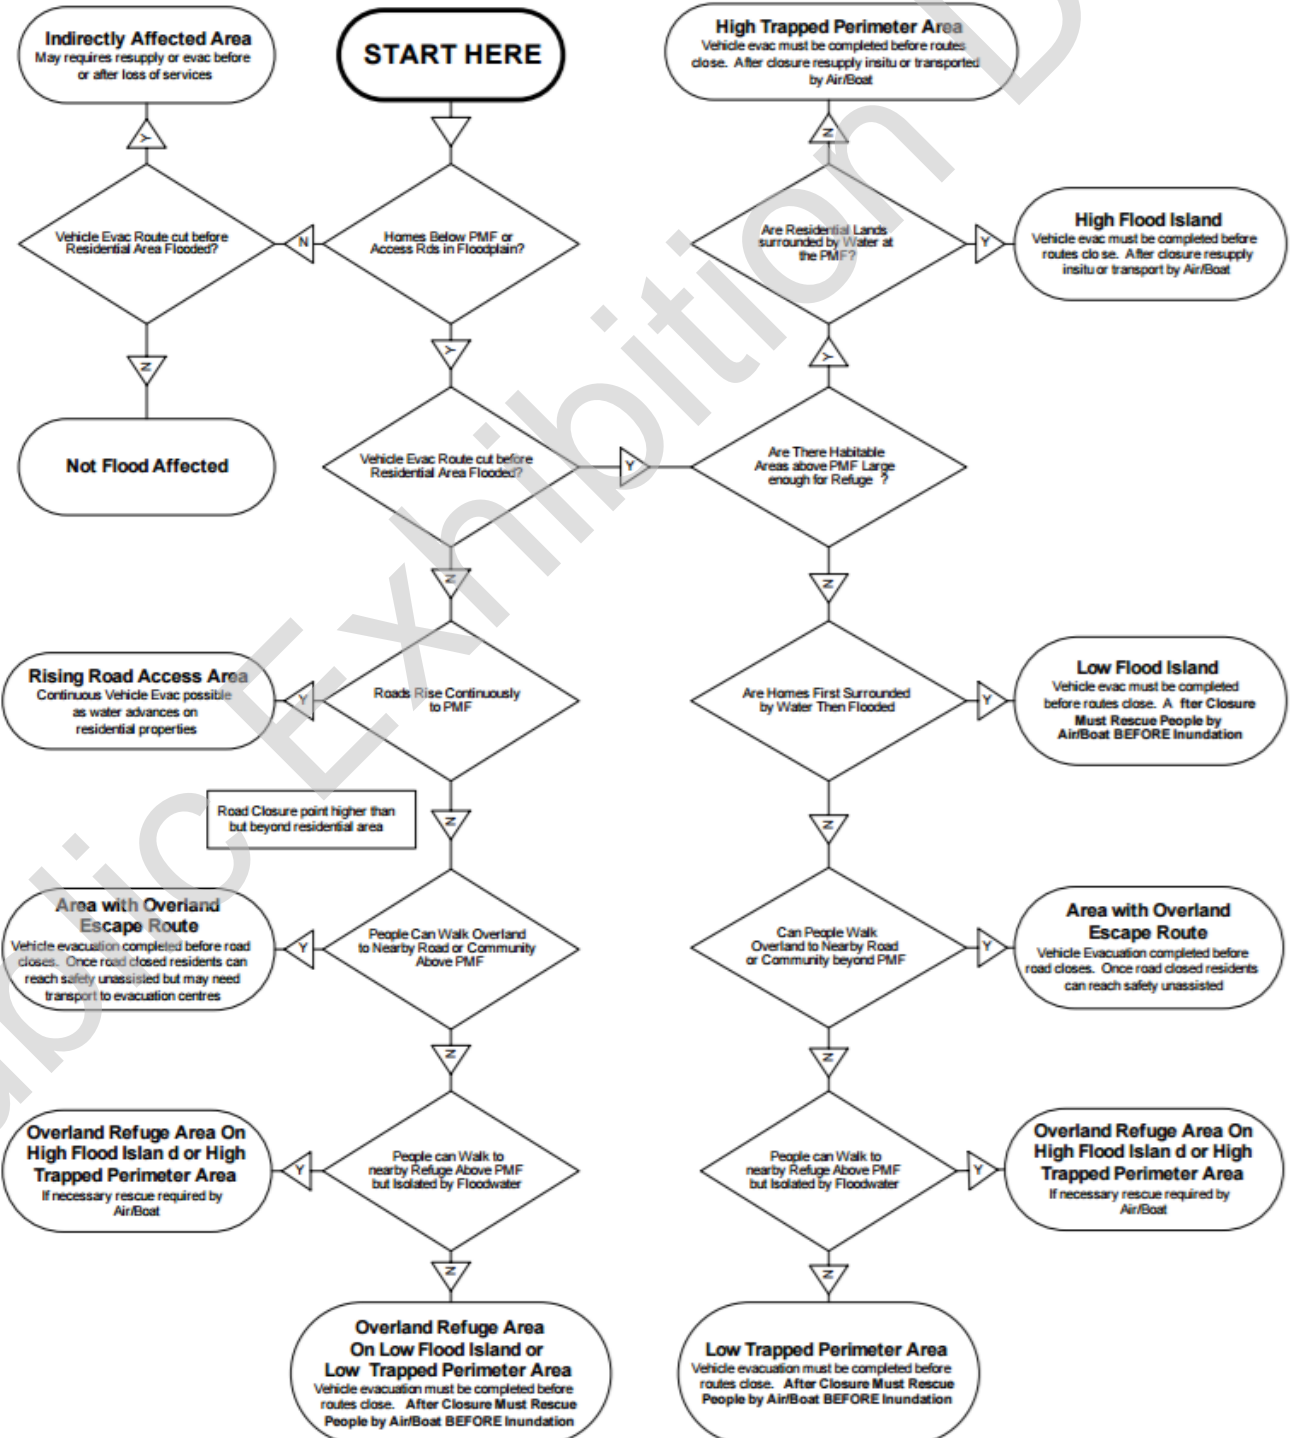 Indirectly Affected Area
May requires resupply or evac before
or after loss of services
START HERE
High Trapped Perimeter Area
Vehicle evac must be completed before routes
close. After closure resupply insitu or transported
by Air/Boat
Y
N
Vehicle Evac Route cut before
Residential Area Flooded?
N
Homes Below PMF or
Access Rds in Floodplain?
Are Residential Lands
surrounded by Water at
the PMF?
Y
High Flood Island
Vehicle evac must be completed before
routes clo se. After closure resupply
insitu or transport by Air/Boat
N
Y
Y
Not Flood Affected
Vehicle Evac Route cut before
Residential Area Flooded?
Y
Are There Habitable
Areas above PMF Large
enough for Refuge ?
N
N
Rising Road Access Area
Continuous Vehicle Evac possible
as water advances on
residential properties
Y
Roads Rise Continuously
to PMF
Are Homes First Surrounded
by Water Then Flooded
Y
Low Flood Island
Vehicle evac must be completed
before routes close. A fter Closure
Must Rescue People by
Air/Boat BEFORE Inundation
Road Closure point higher than
but beyond residential area
N
N
Area with Overland
Escape Route
Vehicle evacuation completed before road
closes. Once road closed residents can
reach safety unassisted but may need
transport to evacuation centres
Y
People Can Walk Overland
to Nearby Road or Community
Above PMF
Can People Walk
Overland to Nearby Road
or Community beyond PMF
Y
Area with Overland
Escape Route
Vehicle Evacuation completed before
road closes. Once road closed residents
can reach safety unassisted
N
N
Overland Refuge Area On
High Flood Islan d or High
Trapped Perimeter Area
If necessary rescue required by
Air/Boat
Y
People can Walk to
nearby Refuge Above PMF
but Isolated by Floodwater
People can Walk to
nearby Refuge Above PMF
but Isolated by Floodwater
Y
Overland Refuge Area On
High Flood Islan d or High
Trapped Perimeter Area
If necessary rescue required by
Air/Boat
N
N
Overland Refuge Area
On Low Flood Island or
Low Trapped Perimeter Area
Vehicle evacuation must be completed before
routes close. After Closure Must Rescue
People by Air/Boat BEFORE Inundation
Low Trapped Perimeter Area
Vehicle evacuation must be completed before
routes close. After Closure Must Rescue
People by Air/Boat BEFORE Inundation
Exhibition